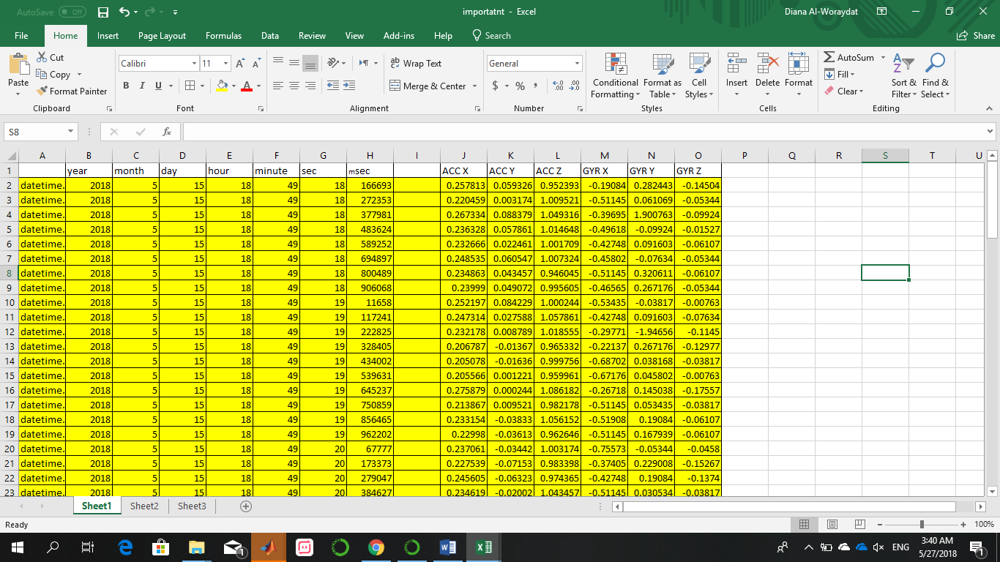 AutoSave Off importatnt - Excel Diana Al-Woraydat
File Home Insert Page Layout Formulas Data Review View Add-ins Help Search Share
Cut Calibri 11 Wrap Text General AutoSum
Copy Fill
Paste Format Painter Merge & Center Conditional Formatting Format as Table Cell Styles Insert Delete Format Clear Sort & Filter Find & Select
Clipboard Font Alignment Number Styles Cells Editing
S8 fx
A B C D E F G H I J K L M N O P Q R S T U
1 year month day hour minute sec msec ACC X ACC Y ACC Z GYR X GYR Y GYR Z
2 datetime. 2018 5 15 18 49 18 166693 0.257813 0.059326 0.952393 -0.19084 0.282443 -0.14504
3 datetime. 2018 5 15 18 49 18 272353 0.220459 0.003174 1.009521 -0.51145 0.061069 -0.05344
4 datetime. 2018 5 15 18 49 18 377981 0.267334 0.088379 1.049316 -0.39695 1.900763 -0.09924
5 datetime. 2018 5 15 18 49 18 483624 0.236328 0.057861 1.014648 -0.49618 -0.09924 -0.01527
6 datetime. 2018 5 15 18 49 18 589252 0.232666 0.022461 1.001709 -0.42748 0.091603 -0.06107
7 datetime. 2018 5 15 18 49 18 694897 0.248535 0.060547 1.007324 -0.45802 -0.07634 -0.05344
8 datetime. 2018 5 15 18 49 18 800489 0.234863 0.043457 0.946045 -0.51145 0.320611 -0.06107
9 datetime. 2018 5 15 18 49 18 906068 0.23999 0.049072 0.995605 -0.46565 0.267176 -0.05344
10 datetime. 2018 5 15 18 49 19 11658 0.252197 0.084229 1.000244 -0.53435 -0.03817 -0.00763
11 datetime. 2018 5 15 18 49 19 117241 0.247314 0.027588 1.057861 -0.42748 0.091603 -0.07634
12 datetime. 2018 5 15 18 49 19 222825 0.232178 0.008789 1.018555 -0.29771 -1.94656 -0.1145
13 datetime. 2018 5 15 18 49 19 328405 0.206787 -0.01367 0.965332 -0.22137 0.267176 -0.12977
14 datetime. 2018 5 15 18 49 19 434002 0.205078 -0.01636 0.999756 -0.68702 0.038168 -0.03817
15 datetime. 2018 5 15 18 49 19 539631 0.205566 0.001221 0.959961 -0.67176 0.045802 -0.00763
16 datetime. 2018 5 15 18 49 19 645237 0.275879 0.000244 1.086182 -0.26718 0.145038 -0.17557
17 datetime. 2018 5 15 18 49 19 750859 0.213867 0.009521 0.982178 -0.51145 0.053435 -0.03817
18 datetime. 2018 5 15 18 49 19 856465 0.233154 -0.03833 1.056152 -0.51908 0.19084 -0.06107
19 datetime. 2018 5 15 18 49 19 962202 0.22998 -0.03613 0.962646 -0.51145 0.167939 -0.06107
20 datetime. 2018 5 15 18 49 20 67777 0.237061 -0.03442 1.003174 -0.75573 -0.05344 -0.0458
21 datetime. 2018 5 15 18 49 20 173373 0.227539 -0.07153 0.983398 -0.37405 0.229008 -0.15267
22 datetime. 2018 5 15 18 49 20 279047 0.245605 -0.06323 0.974365 -0.42748 0.19084 -0.1374
23 datetime. 2018 5 15 18 49 20 384627 0.234619 -0.02002 1.043457 -0.51145 0.030534 -0.03817
Sheet1 Sheet2 Sheet3
Ready 100%
ENG 3:40 AM
5/27/2018